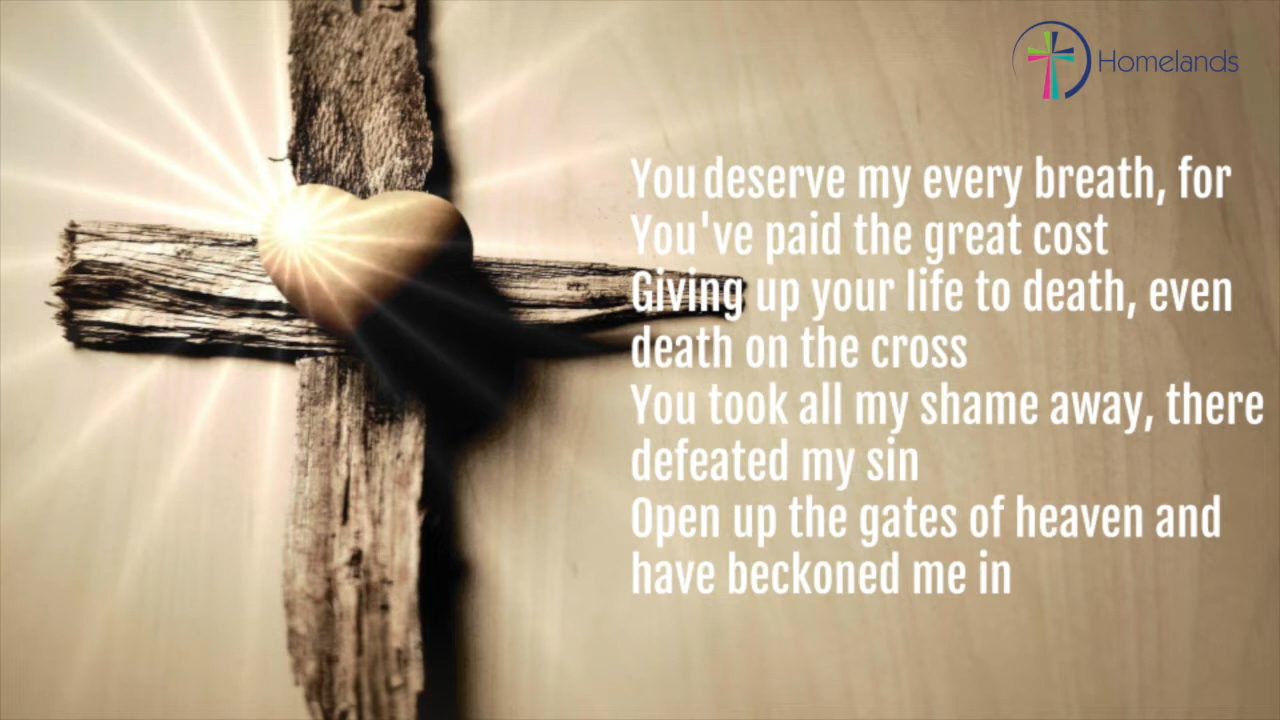 Homelands
You deserve my every breath, for
You've paid the great cost
Giving up your life to death, even
death on the cross
You took all my shame away, there
defeated my sin
Open up the gates of heaven and
have beckoned me in